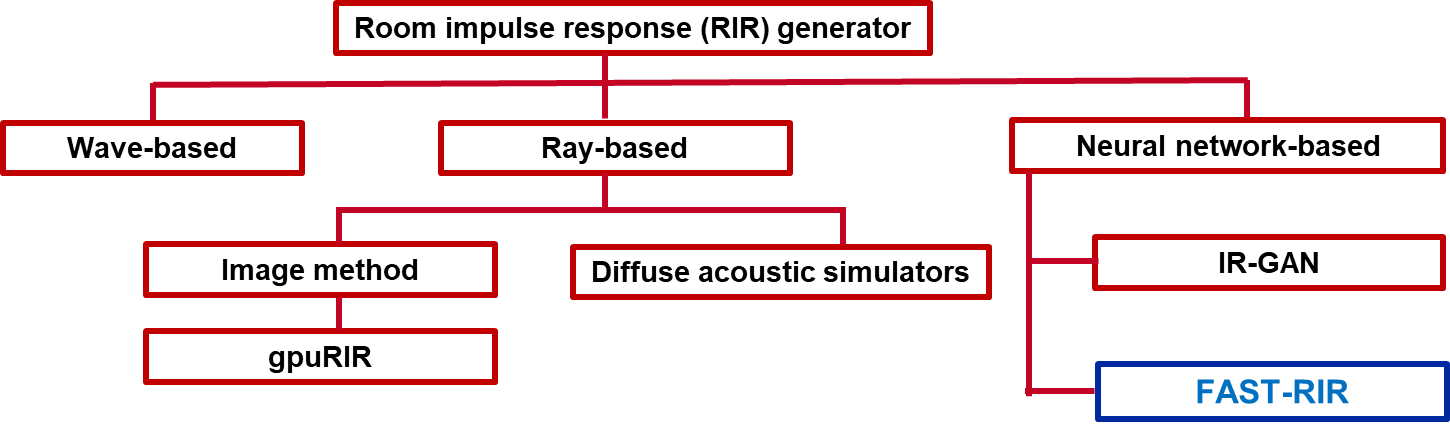 Room impulse response (RIR) generator
Wave-based
Ray-based
Neural network-based
Image method
Diffuse acoustic simulators
IR-GAN
gpuRIR
FAST-RIR